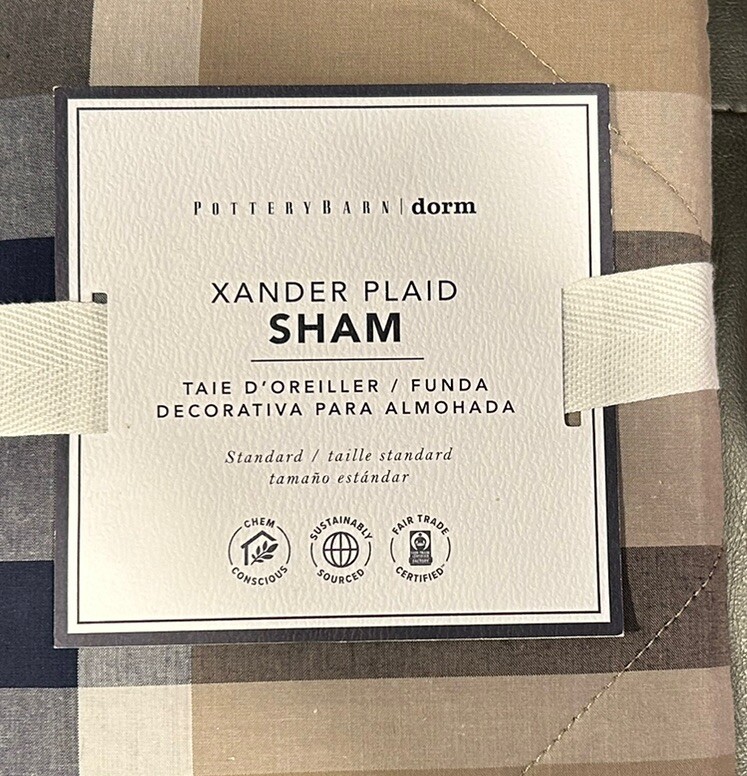 POTTERYBARN | dorm
XANDER PLAID
SHAM
TAIE D'OREILLER / FUNDA
DECORATIVA PARA ALMOHADA
Standard / taille standard
tamaño estándar
CHEM CONSCIOUS
SUSTAINABLY SOURCED
FAIR TRADE CERTIFIED™